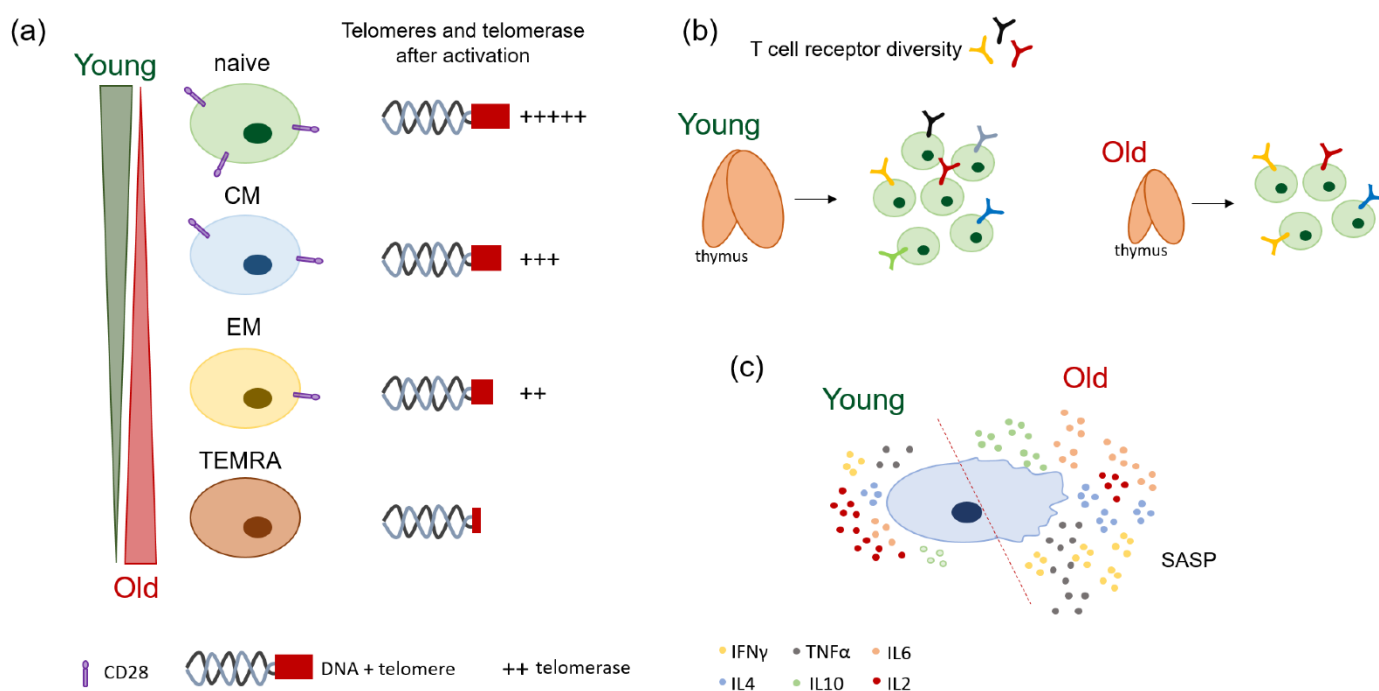 (a)
Telomeres and telomerase
after activation
Young
naive
+++++
CM
+++
EM
++
TEMRA
Old
CD28
DNA + telomere
++ telomerase
(b)
T cell receptor diversity
Young
thymus
Old
thymus
(c)
Young
Old
SASP
IFNγ
TNFα
IL6
IL4
IL10
IL2